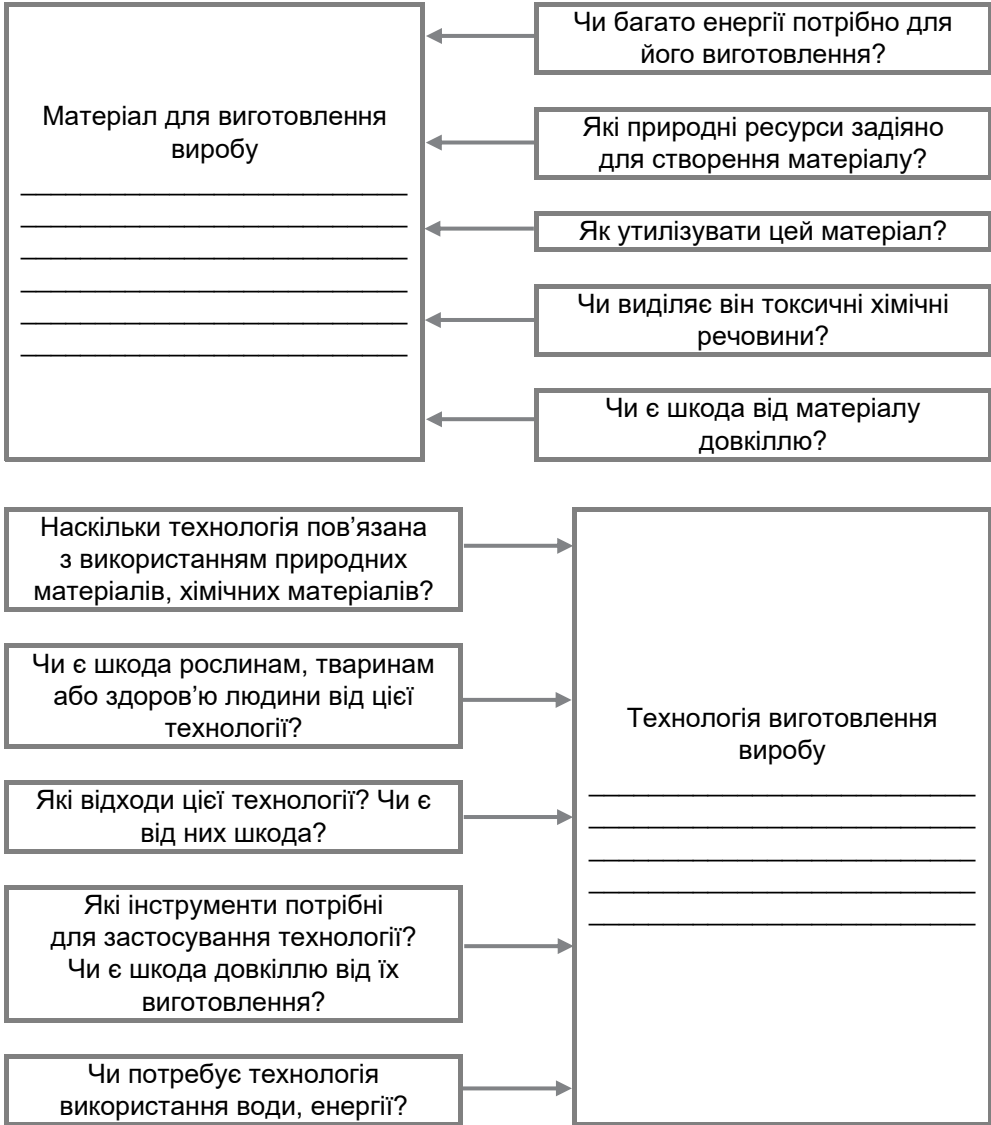 Матеріал для виготовлення
виробу
Чи багато енергії потрібно для
його виготовлення?
Які природні ресурси задіяно
для створення матеріалу?
Як утилізувати цей матеріал?
Чи виділяє він токсичні хімічні
речовини?
Чи є шкода від матеріалу
довкіллю?
Наскільки технологія пов’язана
з використанням природних
матеріалів, хімічних матеріалів?
Чи є шкода рослинам, тваринам
або здоров’ю людини від цієї
технології?
Які відходи цієї технології? Чи є
від них шкода?
Які інструменти потрібні
для застосування технології?
Чи є шкода довкіллю від їх
виготовлення?
Чи потребує технологія
використання води, енергії?
Технологія виготовлення
виробу